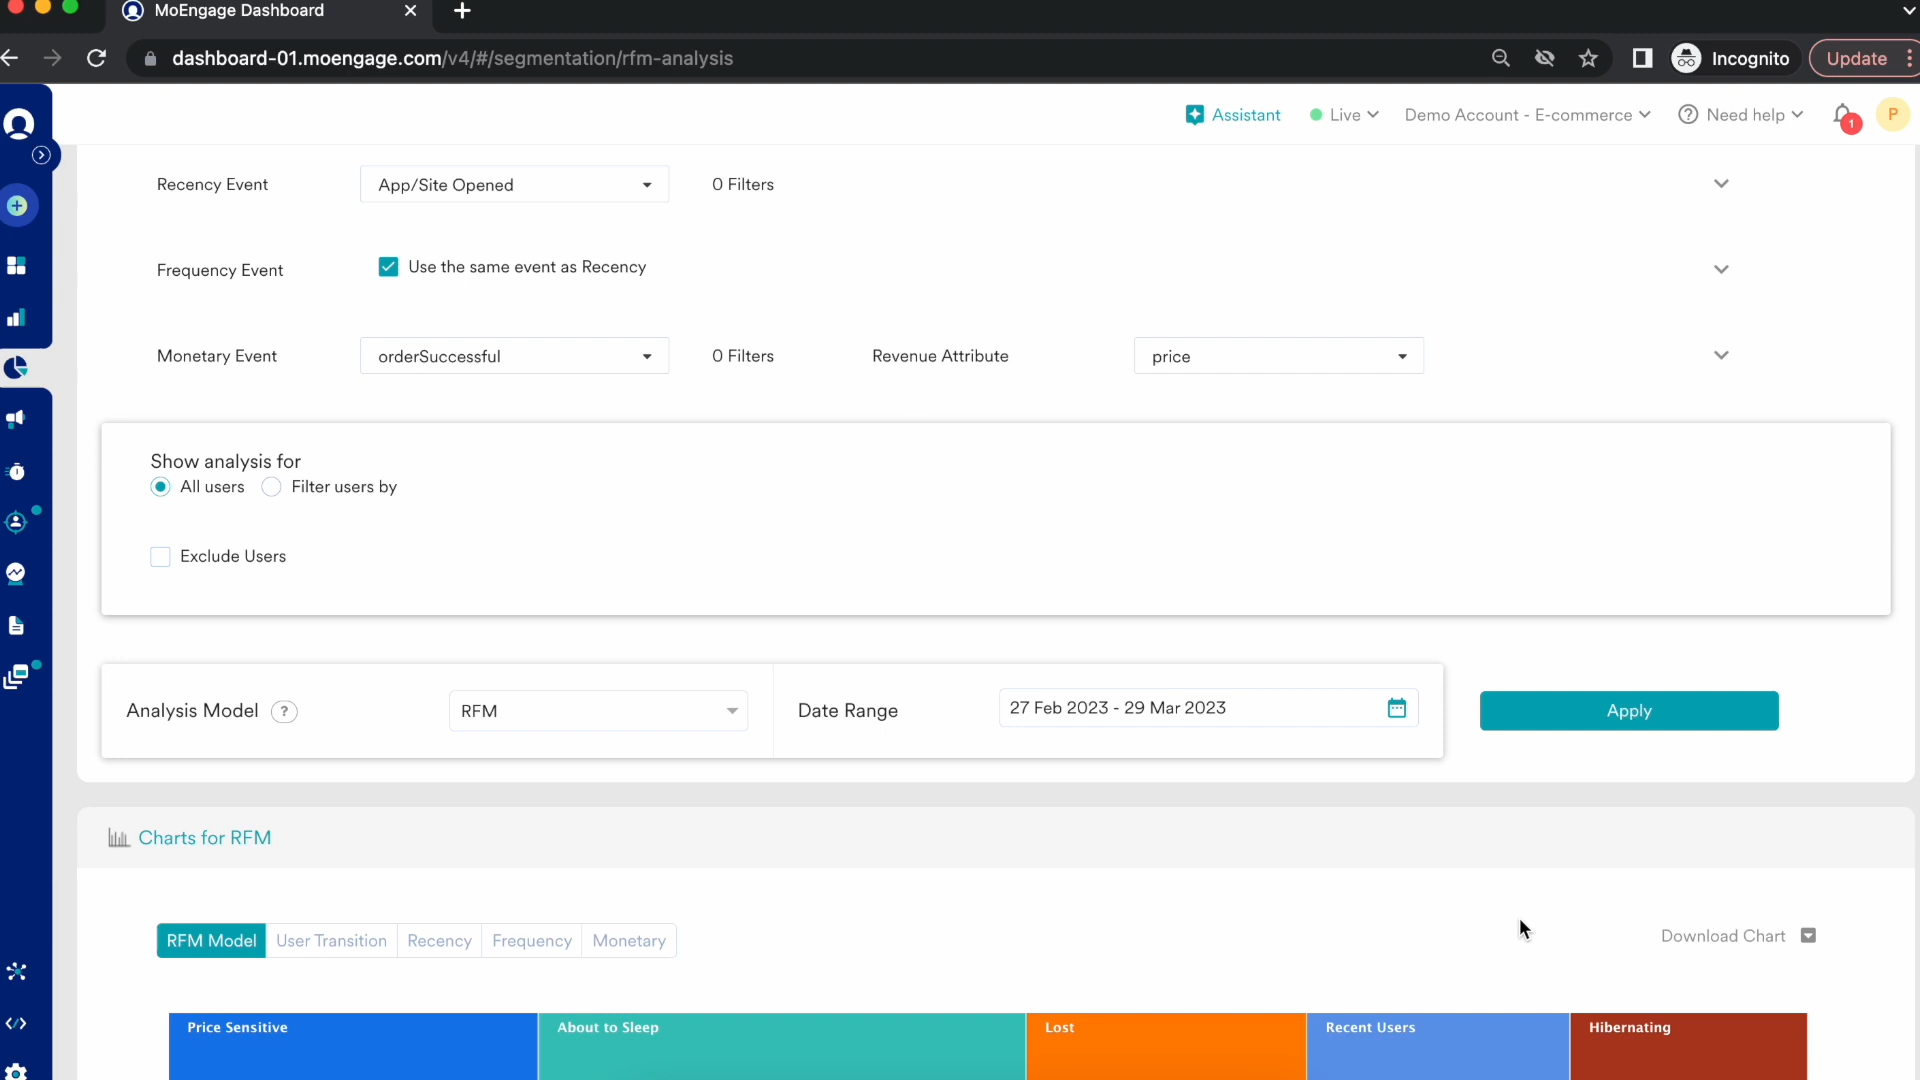 MoEngage Dashboard
dashboard-01.moengage.com/v4/#/segmentation/rfm-analysis
Incognito
Update
Assistant
Live
Demo Account - E-commerce
Need help
1
P
Recency Event
App/Site Opened
0 Filters
Frequency Event
Use the same event as Recency
Monetary Event
orderSuccessful
0 Filters
Revenue Attribute
price
Show analysis for
All users
Filter users by
Exclude Users
Analysis Model
?
RFM
Date Range
27 Feb 2023 - 29 Mar 2023
Apply
Charts for RFM
RFM Model
User Transition
Recency
Frequency
Monetary
Download Chart
Price Sensitive
About to Sleep
Lost
Recent Users
Hibernating